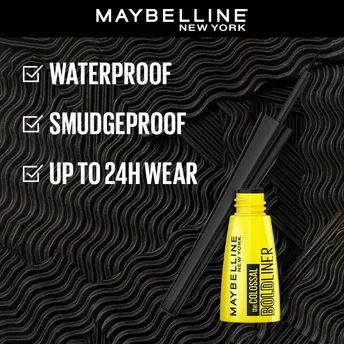 MAYBELLINE
NEW YORK
WATERPROOF
SMUDGEPROOF
UP TO 24H WEAR
MAYBELLINE
NEW YORK
the COLOSSAL
BOLD LINER